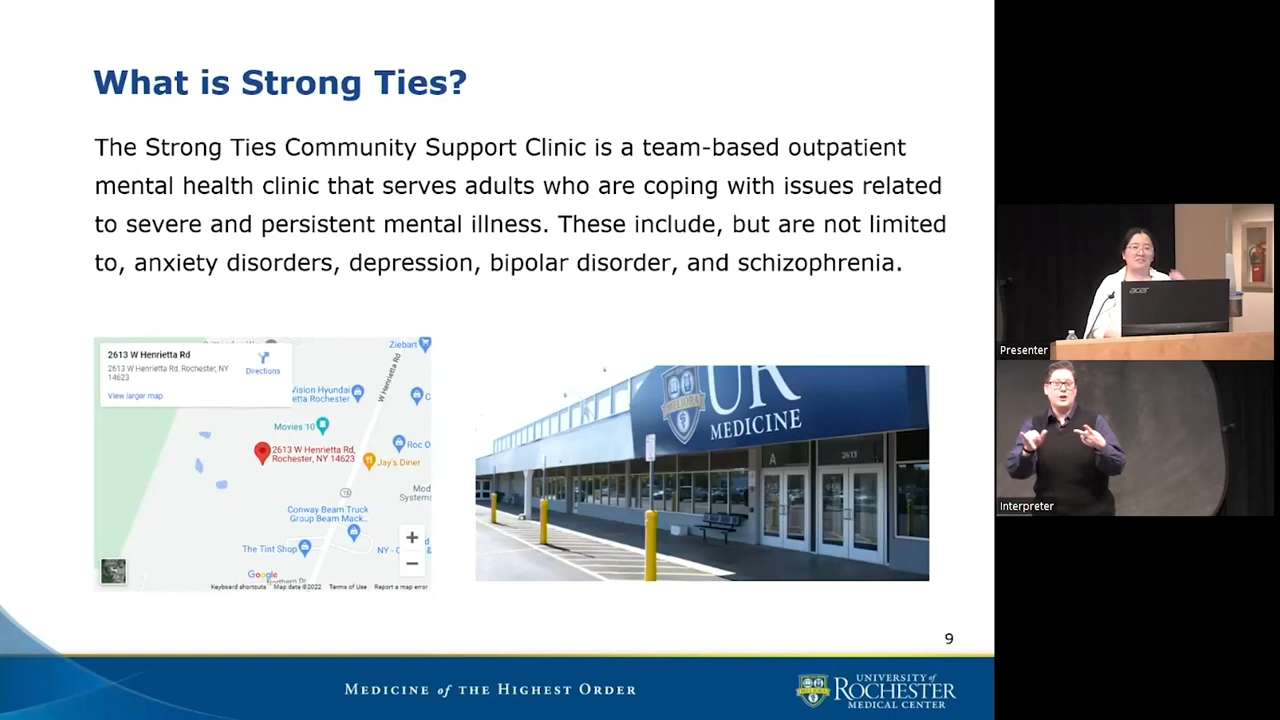 What is Strong Ties?
The Strong Ties Community Support Clinic is a team-based outpatient
mental health clinic that serves adults who are coping with issues related
to severe and persistent mental illness. These include, but are not limited
to, anxiety disorders, depression, bipolar disorder, and schizophrenia.
2613 W Henrietta Rd
2613 W Henrietta Rd, Rochester, NY
14623
Directions
View larger map
Ziebart
W Henrietta Rd
Vision Hyundai
etta Rochester
C
Movies 10
2613 W Henrietta Rd,
Rochester, NY 14623
Roc O
Jay's Diner
15
Mod
Systems
Conway Beam Truck
Group Beam Mack...
The Tint Shop
NY -
+
−
Google
Keyboard shortcuts
Map data ©2022
Terms of Use
Report a map error
UR
MEDICINE
MELIORA
A
2613
9
MEDICINE of THE HIGHEST ORDER
UNIVERSITY of
ROCHESTER
MEDICAL CENTER
acer
Presenter
Interpreter